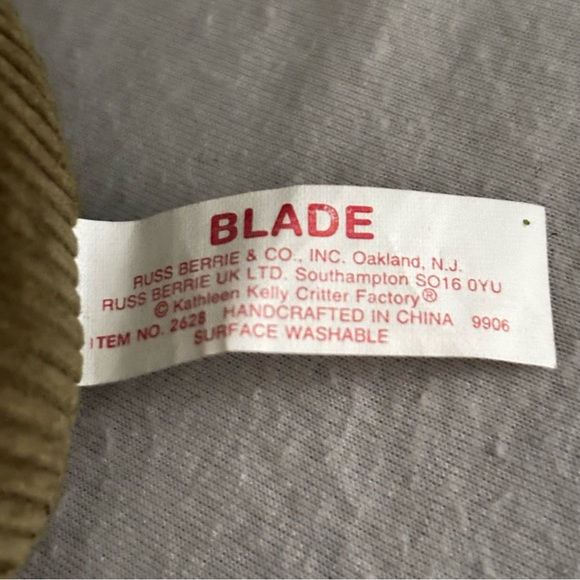 BLADE
RUSS BERRIE & CO., INC. Oakland, N.J.
RUSS BERRIE UK LTD. Southampton SO16 0YU
© Kathleen Kelly Critter Factory®
ITEM NO. 2628 HANDCRAFTED IN CHINA 9906
SURFACE WASHABLE